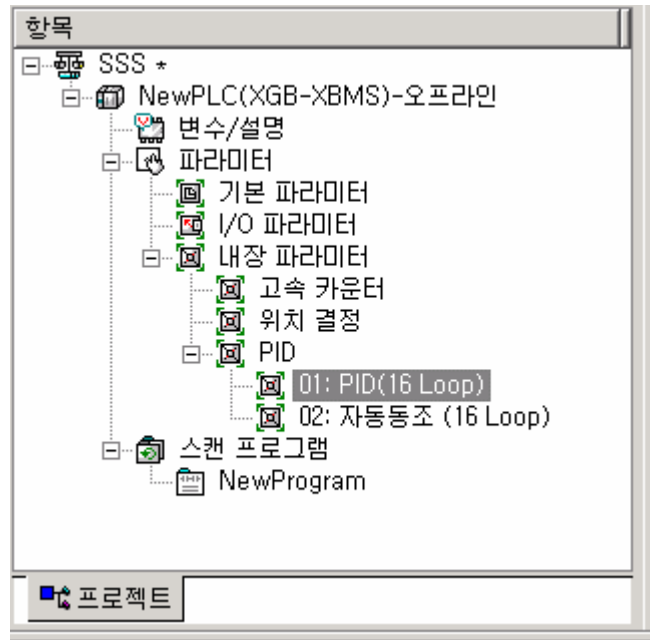 항목
SSS *
NewPLC(XGB-XBMS)-오프라인
변수/설명
파라미터
기본 파라미터
I/O 파라미터
내장 파라미터
고속 카운터
위치 결정
PID
01: PID(16 Loop)
02: 자동동조 (16 Loop)
스캔 프로그램
NewProgram
프로젝트